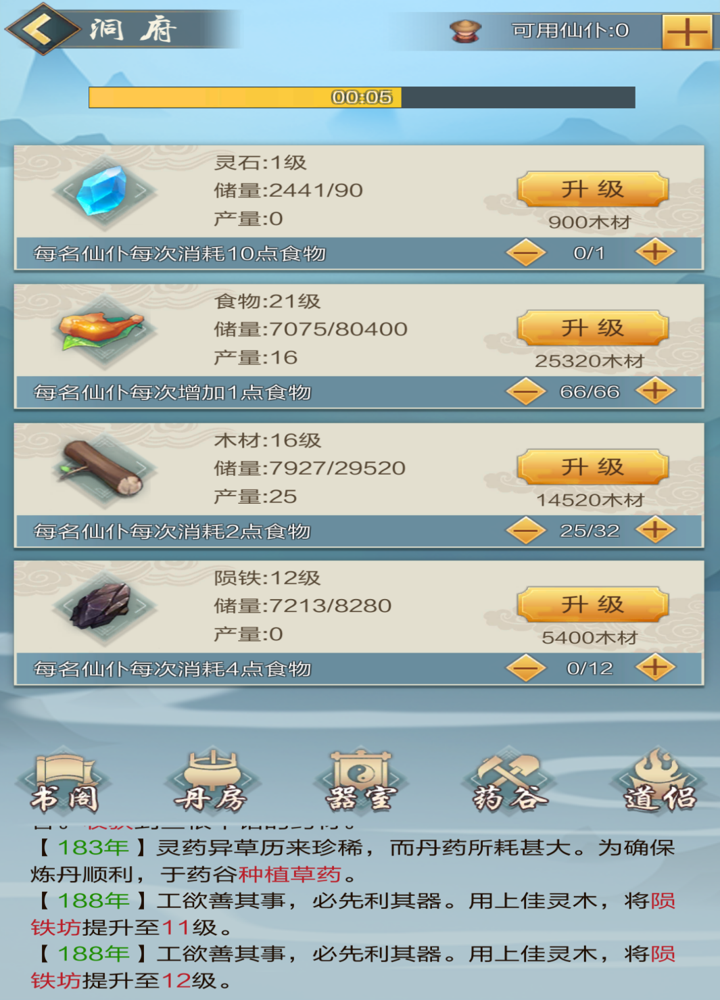 洞府
可用仙仆:0
00:05
灵石:1级
储量:2441/90
产量:0
升级
900木材
每名仙仆每次消耗10点食物
0/1
食物:21级
储量:7075/80400
产量:16
升级
25320木材
每名仙仆每次增加1点食物
66/66
木材:16级
储量:7927/29520
产量:25
升级
14520木材
每名仙仆每次消耗2点食物
25/32
陨铁:12级
储量:7213/8280
产量:0
升级
5400木材
每名仙仆每次消耗4点食物
0/12
书阁
丹房
器室
药谷
道侣
【183年】灵药异草历来珍稀，而丹药所耗甚大。为确保
炼丹顺利，于药谷种植草药。
【188年】工欲善其事，必先利其器。用上佳灵木，将陨
铁坊提升至11级。
【188年】工欲善其事，必先利其器。用上佳灵木，将陨
铁坊提升至12级。